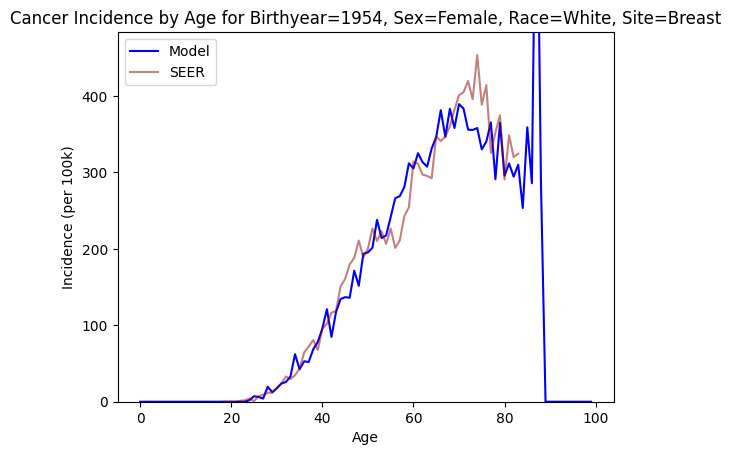 Cancer Incidence by Age for Birthyear=1954, Sex=Female, Race=White, Site=Breast
Model
SEER
400
300
200
100
0
Incidence (per 100k)
0 20 40 60 80 100
Age